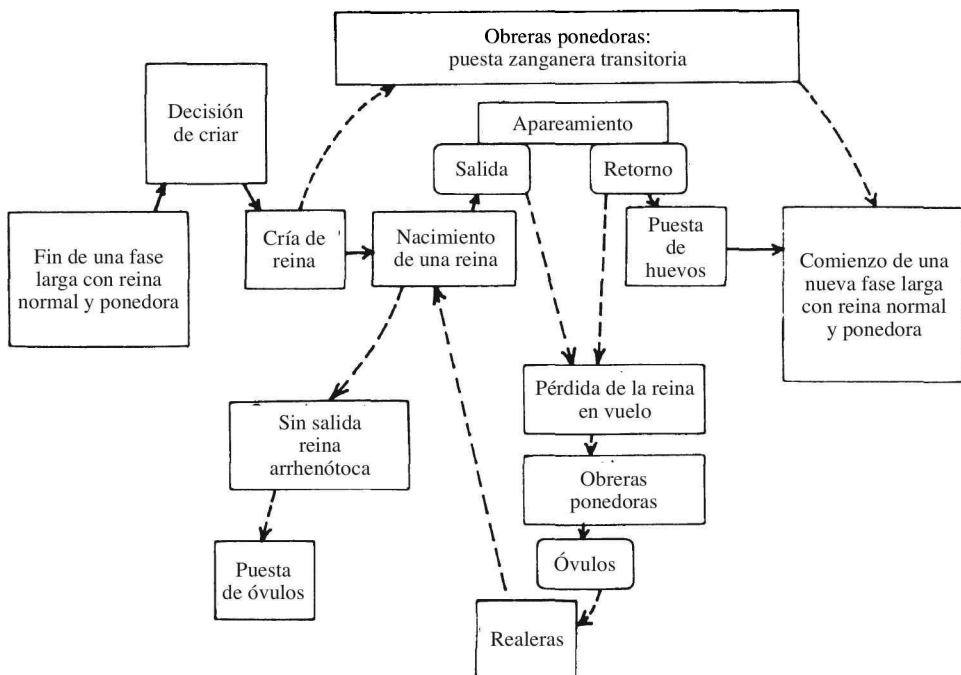 Obreras ponedoras:
puesta zanganera transitoria
Decisión
de criar
Apareamiento
Salida
Retorno
Fin de una fase
larga con reina
normal y ponedora
Cría de
reina
Nacimiento
de una reina
Puesta
de
huevos
Comienzo de una
nueva fase larga
con reina normal
y ponedora
Pérdida de la reina
en vuelo
Sin salida
reina
arrhenótoca
Obreras
ponedoras
Puesta
de óvulos
Óvulos
Realeras